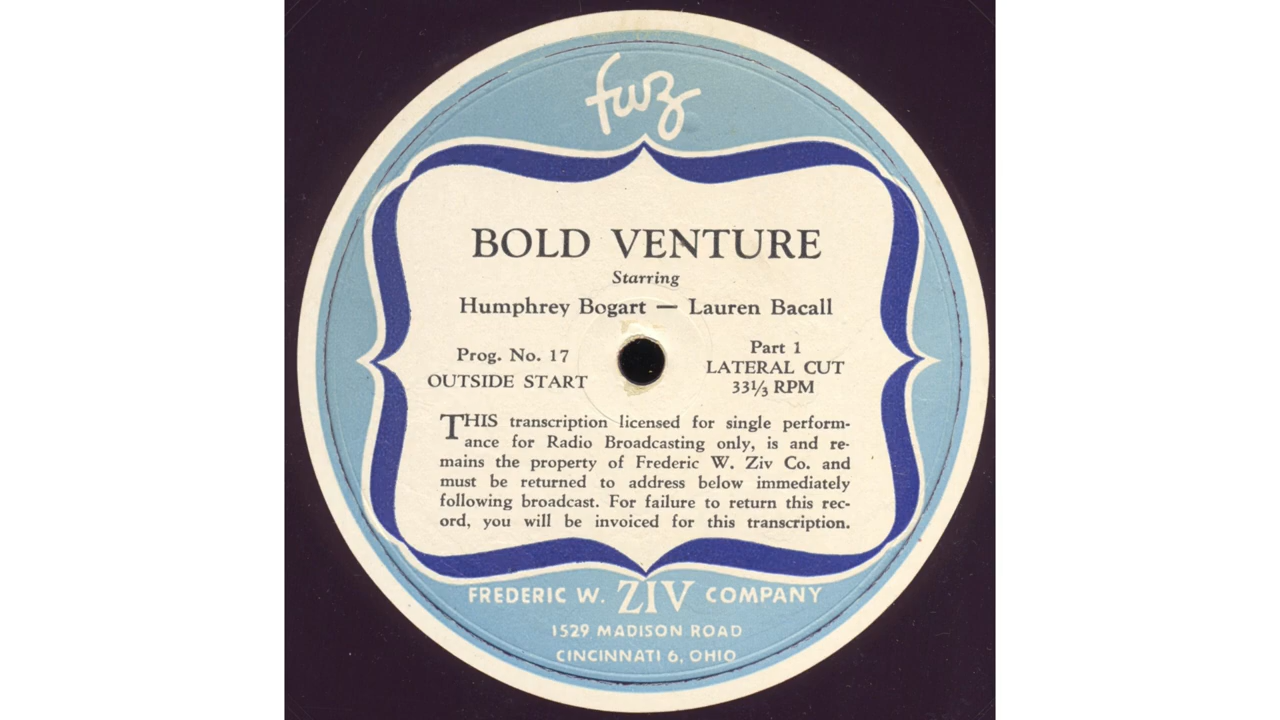 fwz
BOLD VENTURE
Starring
Humphrey Bogart — Lauren Bacall
Prog. No. 17
OUTSIDE START
Part 1
LATERAL CUT
33⅓ RPM
THIS transcription licensed for single perform-
ance for Radio Broadcasting only, is and re-
mains the property of Frederic W. Ziv Co. and
must be returned to address below immediately
following broadcast. For failure to return this rec-
ord, you will be invoiced for this transcription.
FREDERIC W. ZIV COMPANY
1529 MADISON ROAD
CINCINNATI 6, OHIO